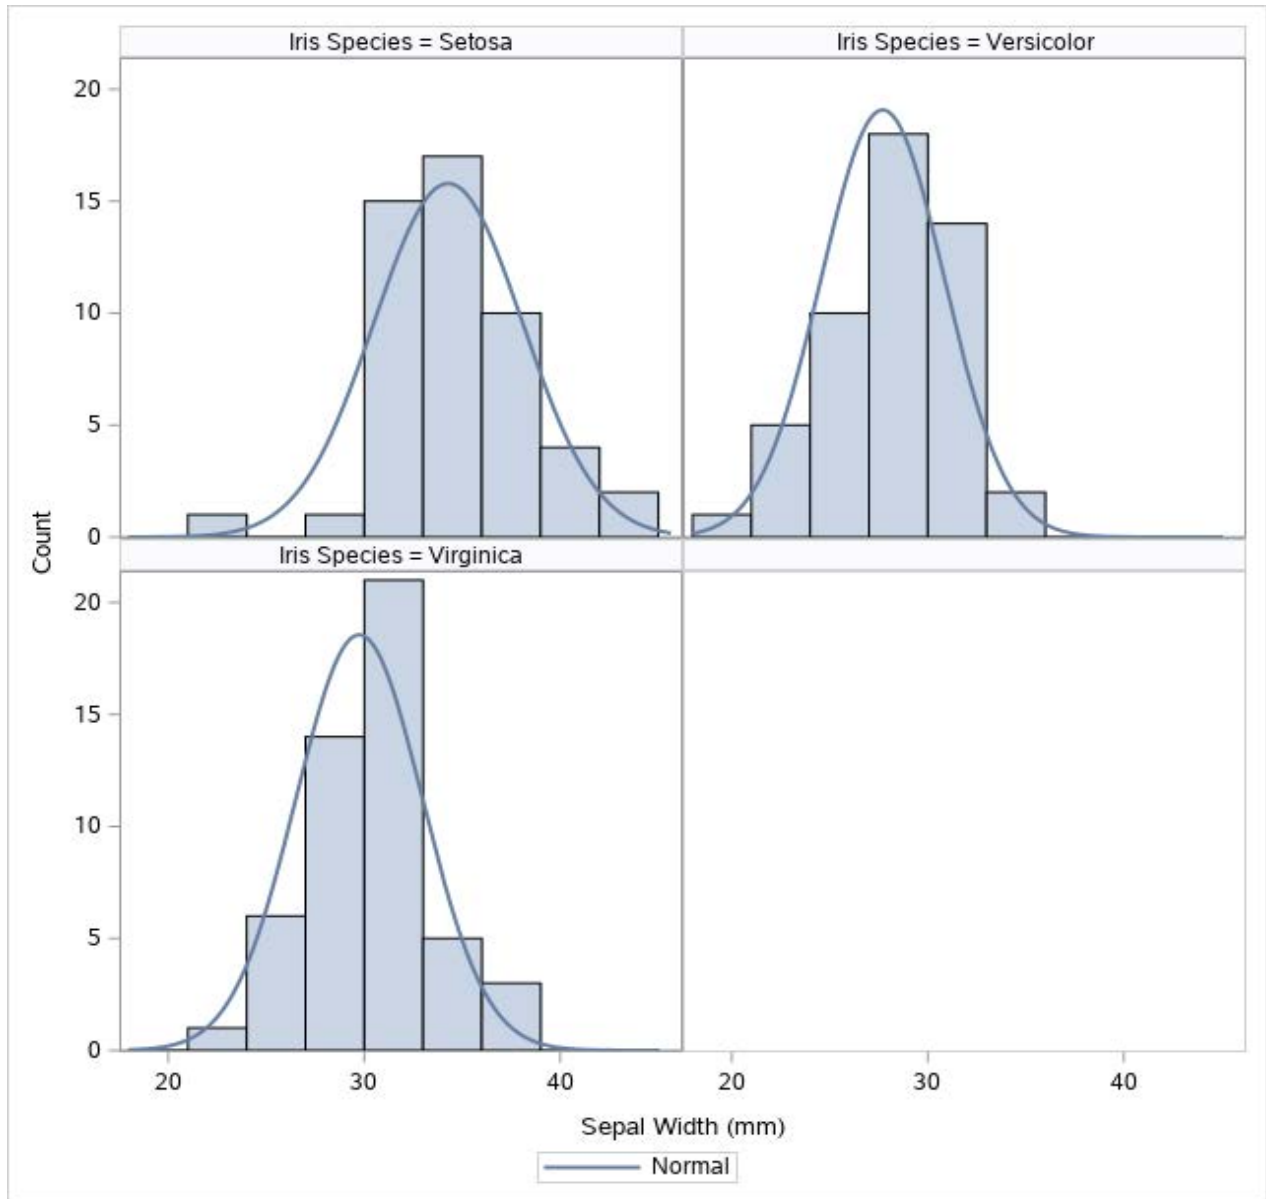 Iris Species = Setosa
Iris Species = Versicolor
20
15
10
5
0
Count
Iris Species = Virginica
20
15
10
5
0
20 30 40
20 30 40
Sepal Width (mm)
Normal